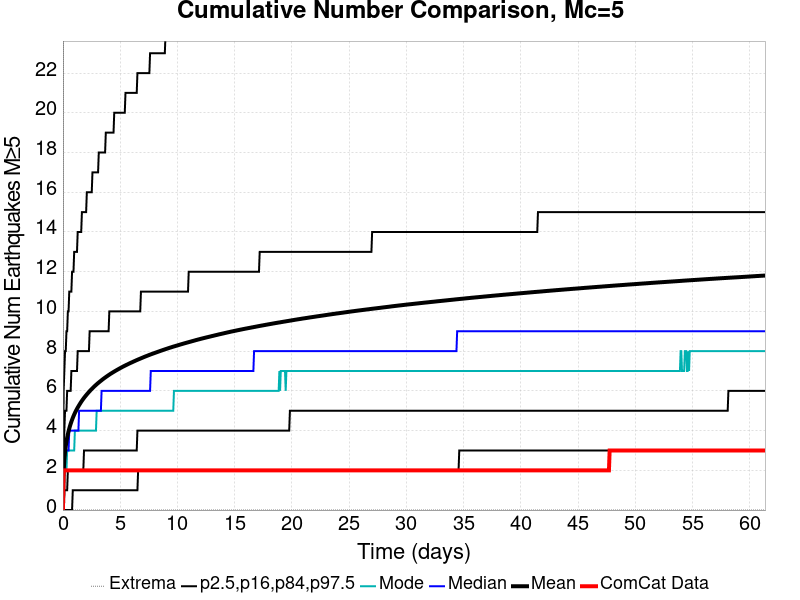 Cumulative Number Comparison, Mc=5
Cumulative Num Earthquakes M≥5
22
20
18
16
14
12
10
8
6
4
2
0
0 5 10 15 20 25 30 35 40 45 50 55 60
Time (days)
Extrema p2.5,p16,p84,p97.5 Mode Median Mean ComCat Data